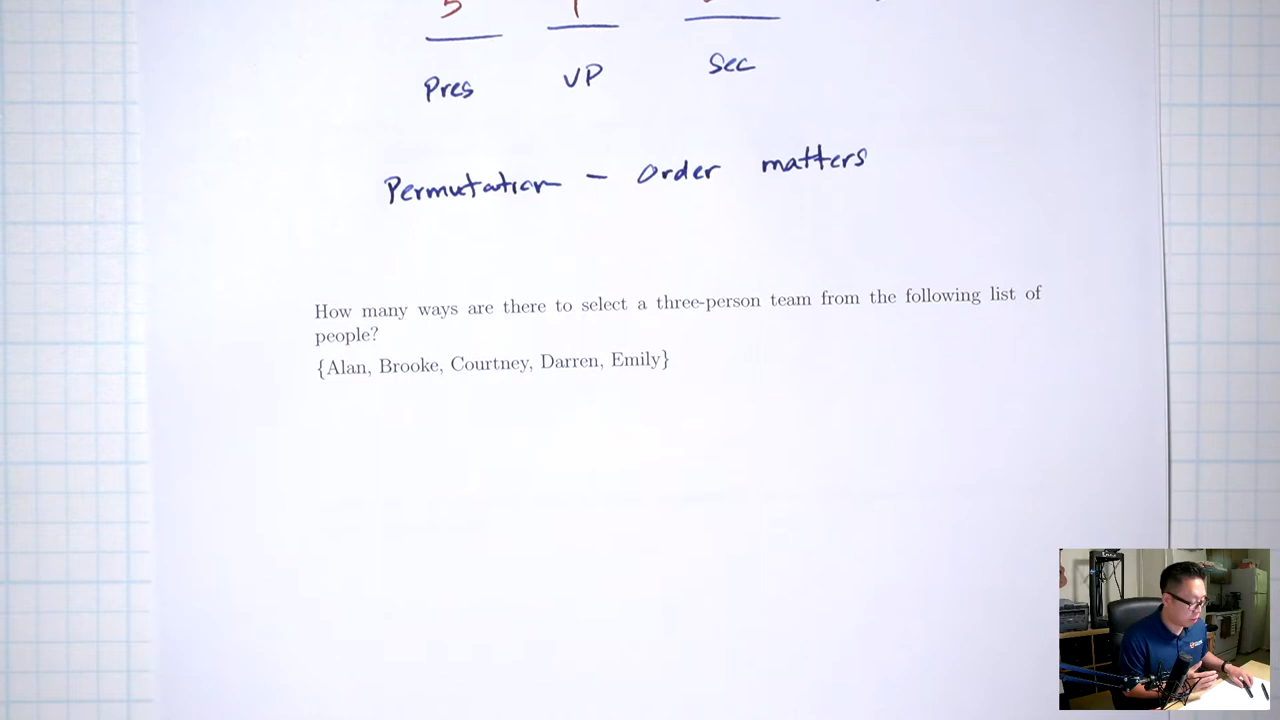 Pres VP Sec
Permutation - Order matters
How many ways are there to select a three-person team from the following list of
people?
{Alan, Brooke, Courtney, Darren, Emily}